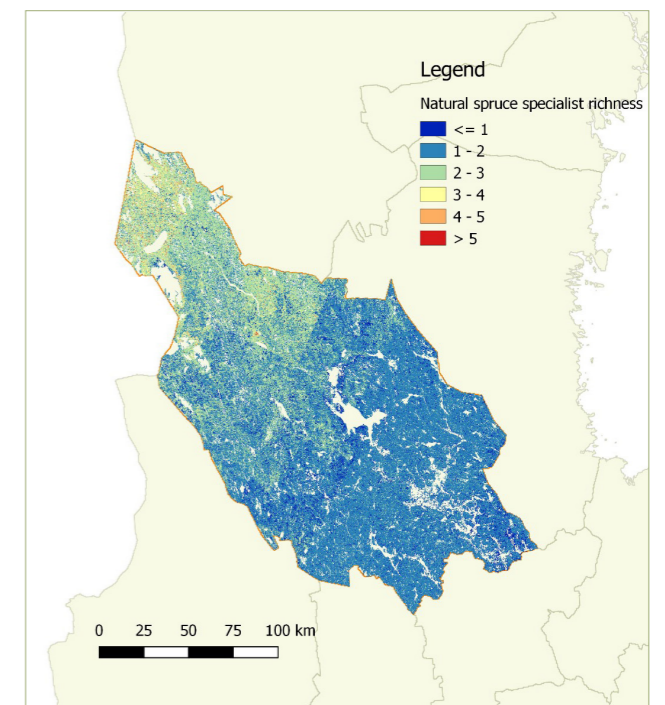 Legend
Natural spruce specialist richness
<= 1
1 - 2
2 - 3
3 - 4
4 - 5
> 5
0 25 50 75 100 km